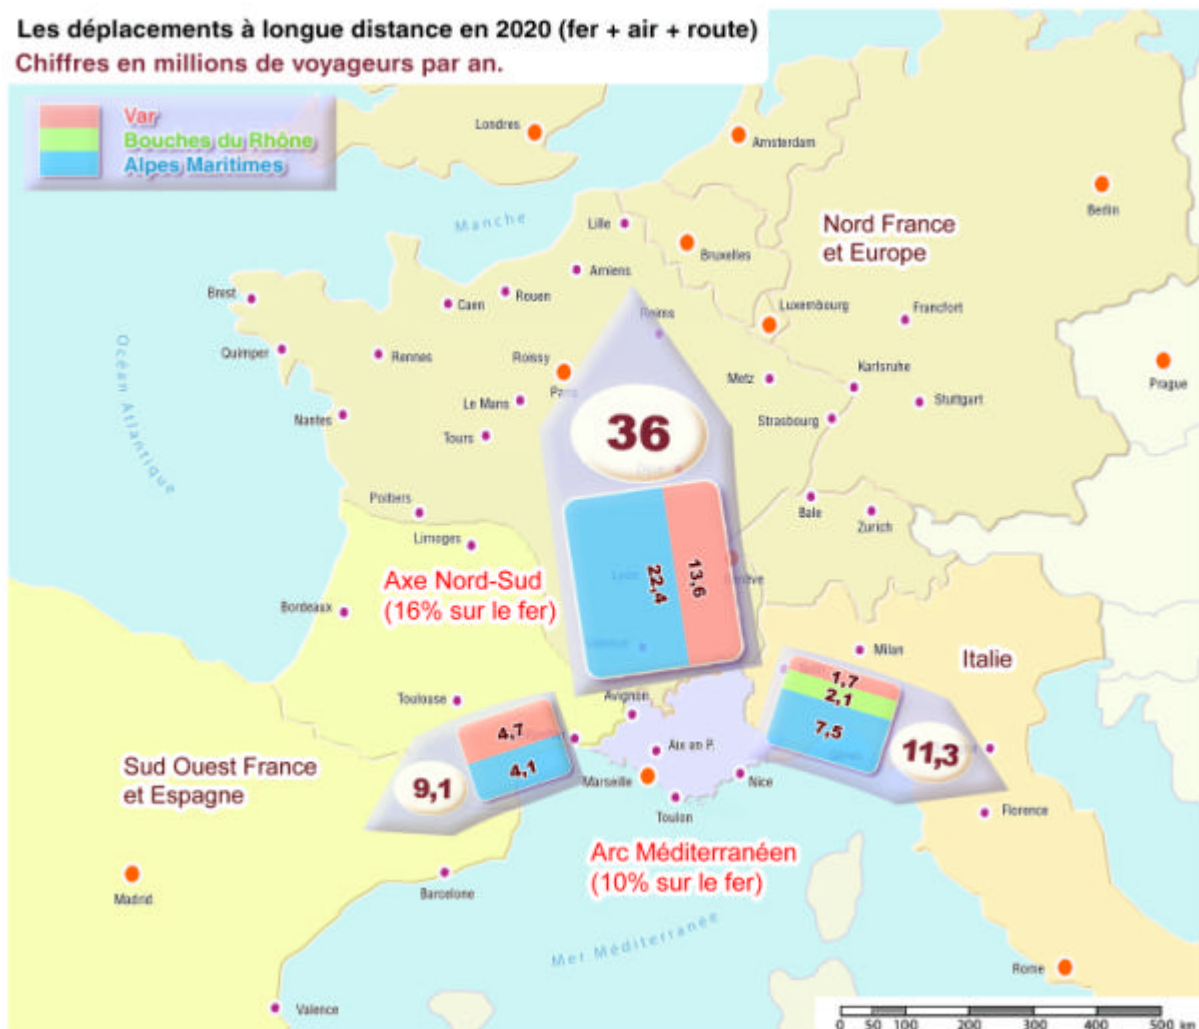 Les déplacements à longue distance en 2020 (fer + air + route)
Chiffres en millions de voyageurs par an.
Var
Bouches du Rhône
Alpes Maritimes
Londres
Amsterdam
Berlin
Manche
Lille
Bruxelles
Nord France
et Europe
Amiens
Brest
Caen
Rouen
Reims
Luxembourg
Francfort
Océan Atlantique
Quimper
Rennes
Roissy
Paris
Metz
Karlsruhe
Prague
Le Mans
Stuttgart
Nantes
Tours
36
Strasbourg
Poitiers
Limoges
Bale
Zurich
Axe Nord-Sud
(16% sur le fer)
22,4
13,6
Genève
Lyon
Bordeaux
Milan
Italie
1,7
2,1
7,5
11,3
Toulouse
Avignon
4,7
4,1
9,1
Aix en P.
Sud Ouest France
et Espagne
Marseille
Nice
Toulon
Florence
Arc Méditerranéen
(10% sur le fer)
Madrid
Barcelone
Mer Méditerranée
Rome
Valence
0 50 100 200 300 400 500 km